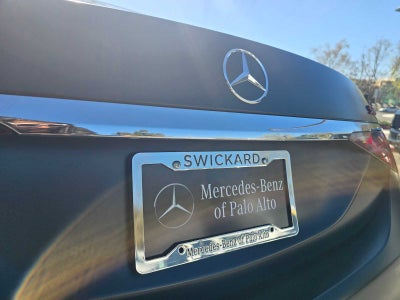 SWICKARD
Mercedes-Benz
of Palo Alto
Mercedes-Benz of Palo Alto